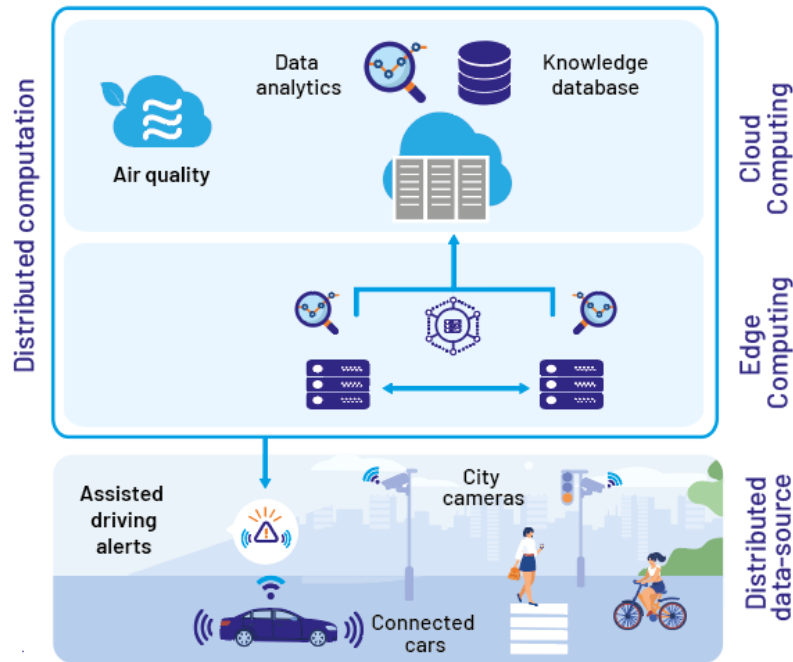 Distributed computation
Data
analytics
Knowledge
database
Air quality
Cloud
Computing
Edge
Computing
Assisted
driving
alerts
City
cameras
Connected
cars
Distributed
data-source